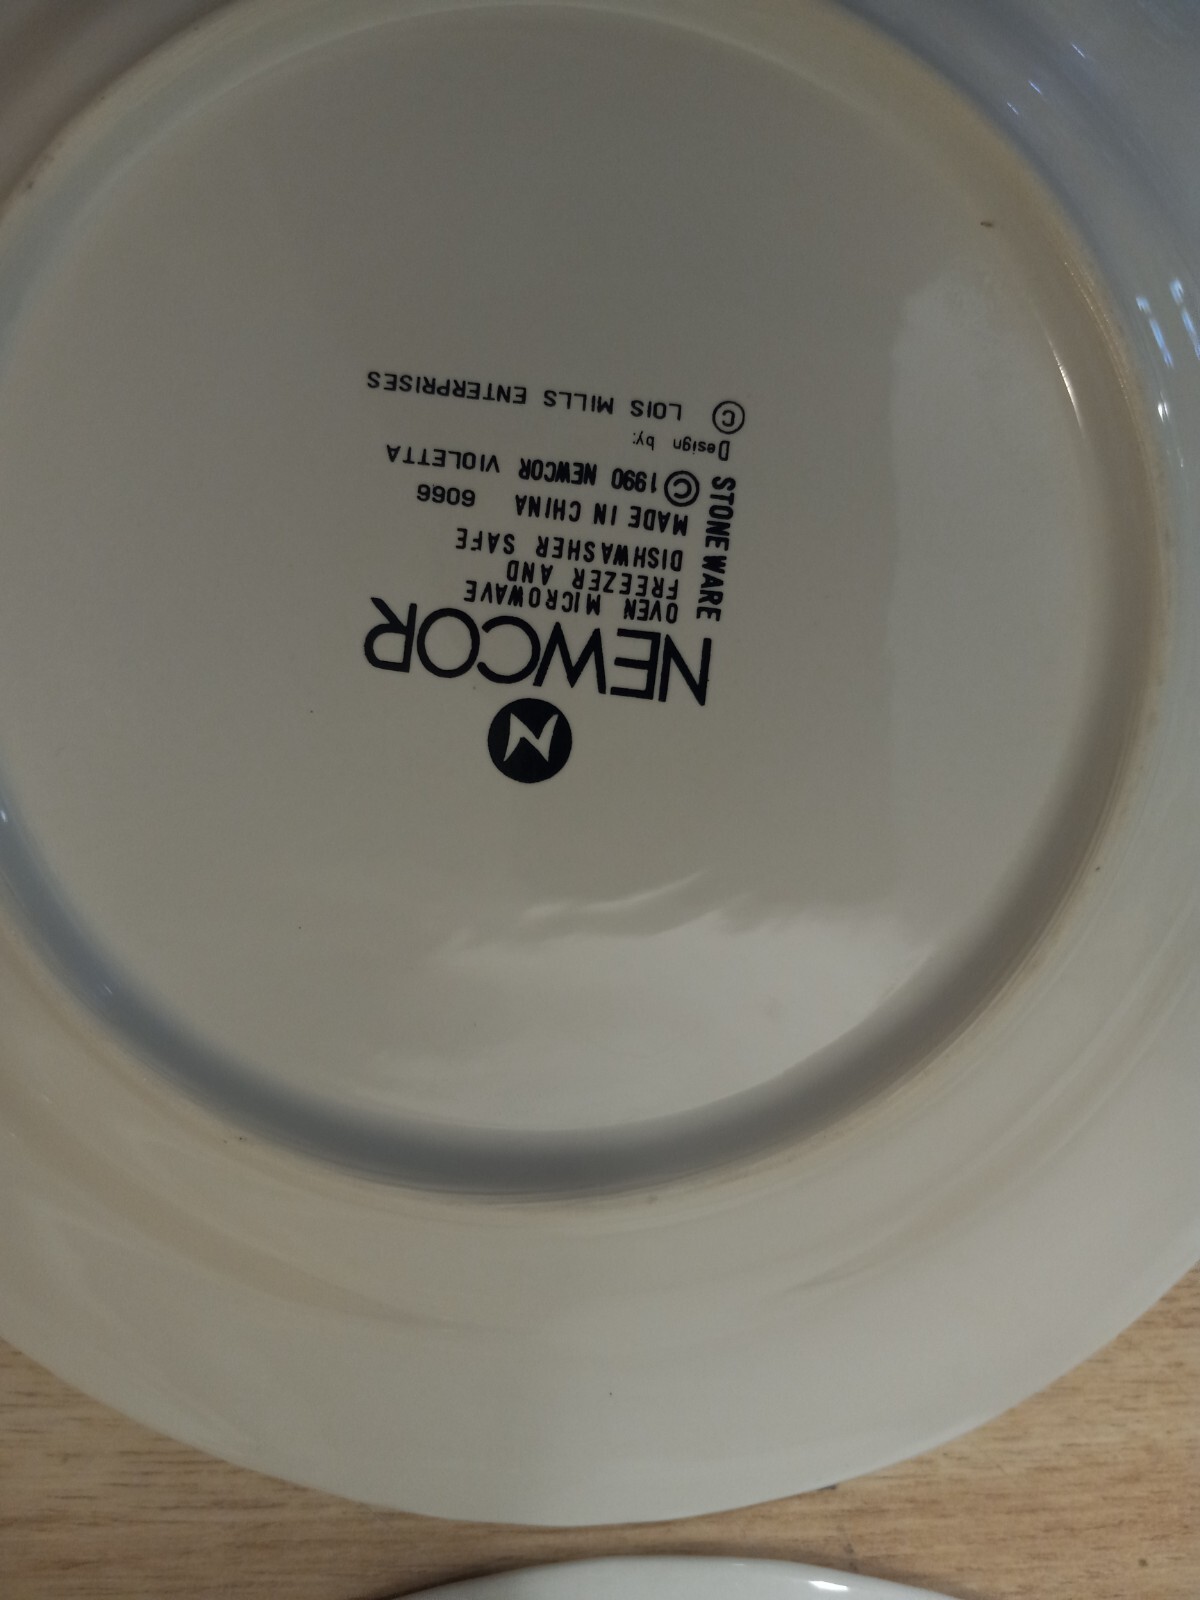 N
NEWCOR
STONEWARE
OVEN MICROWAVE
FREEZER AND
DISHWASHER SAFE
MADE IN CHINA 6066
©1990 NEWCOR VIOLETTA
Design by:
© LOIS MILLS ENTERPRISES